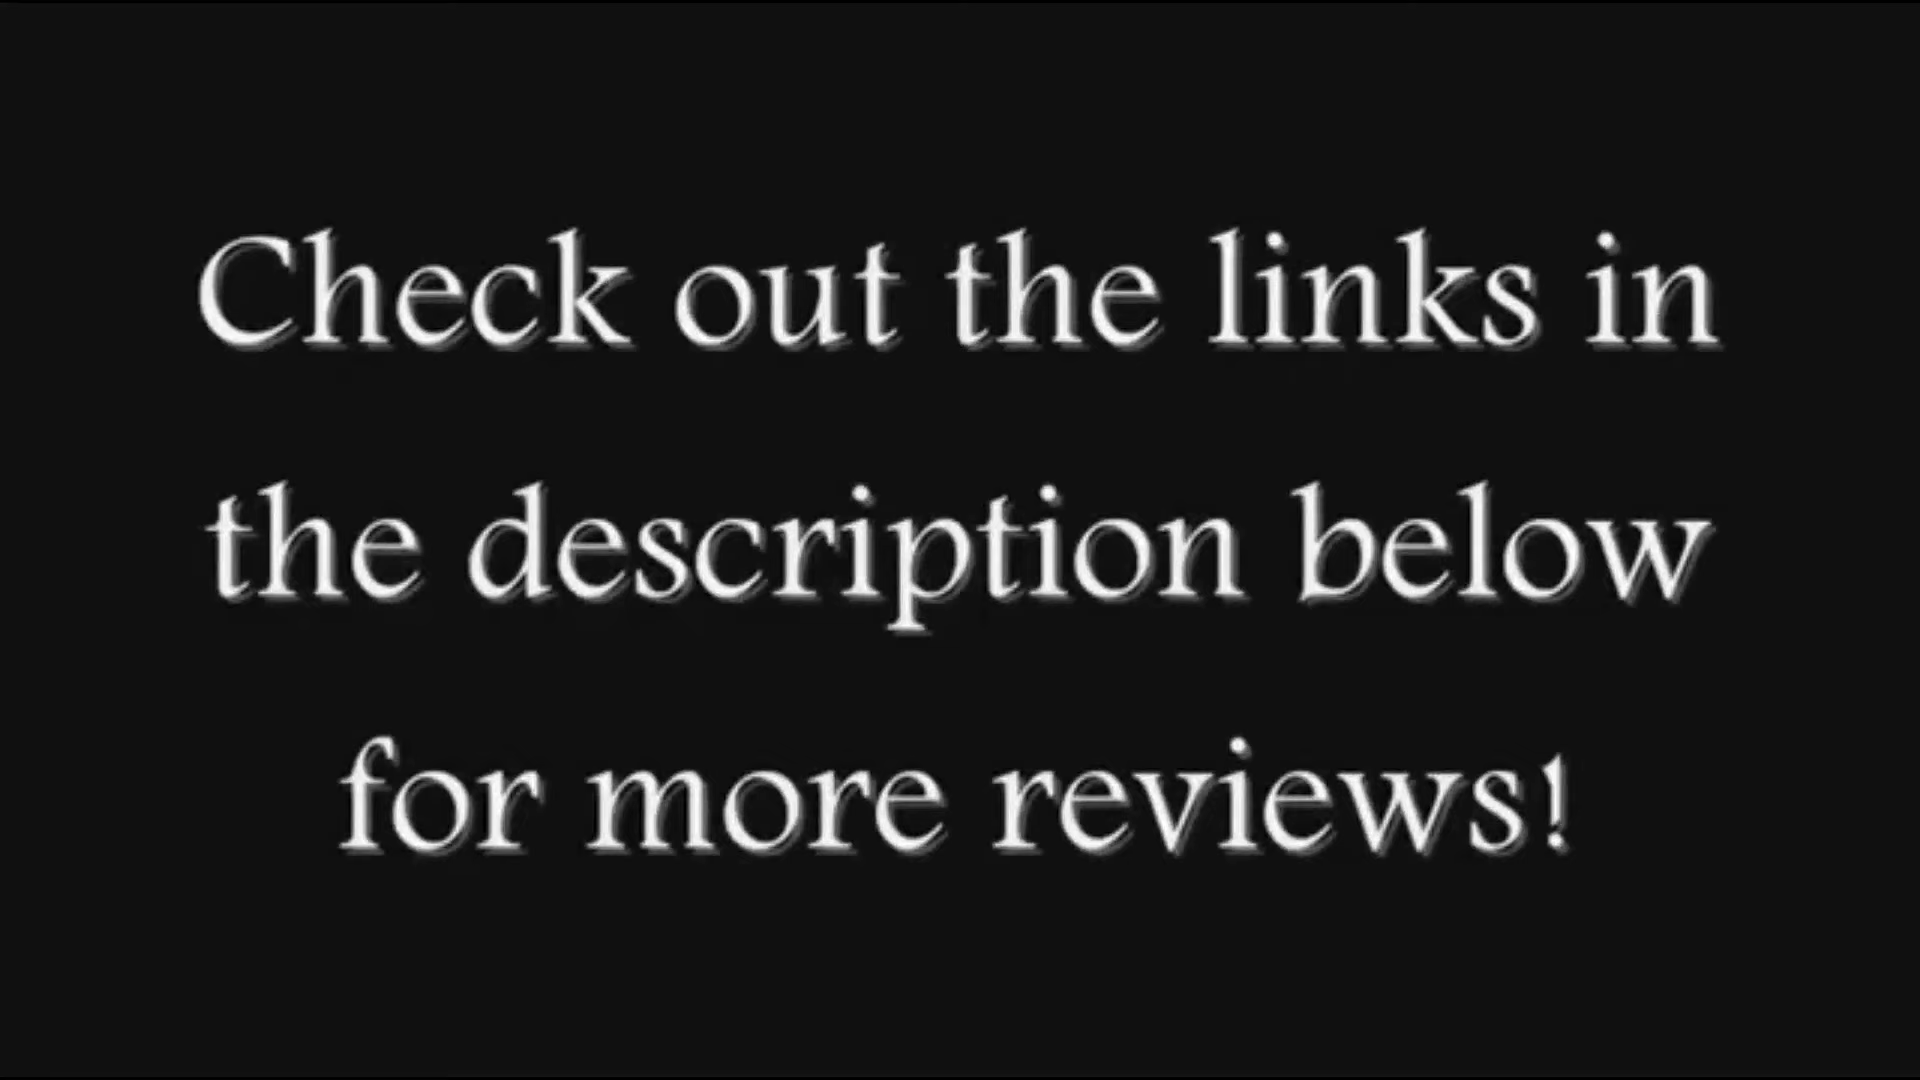 Check out the links in
the description below
for more reviews!